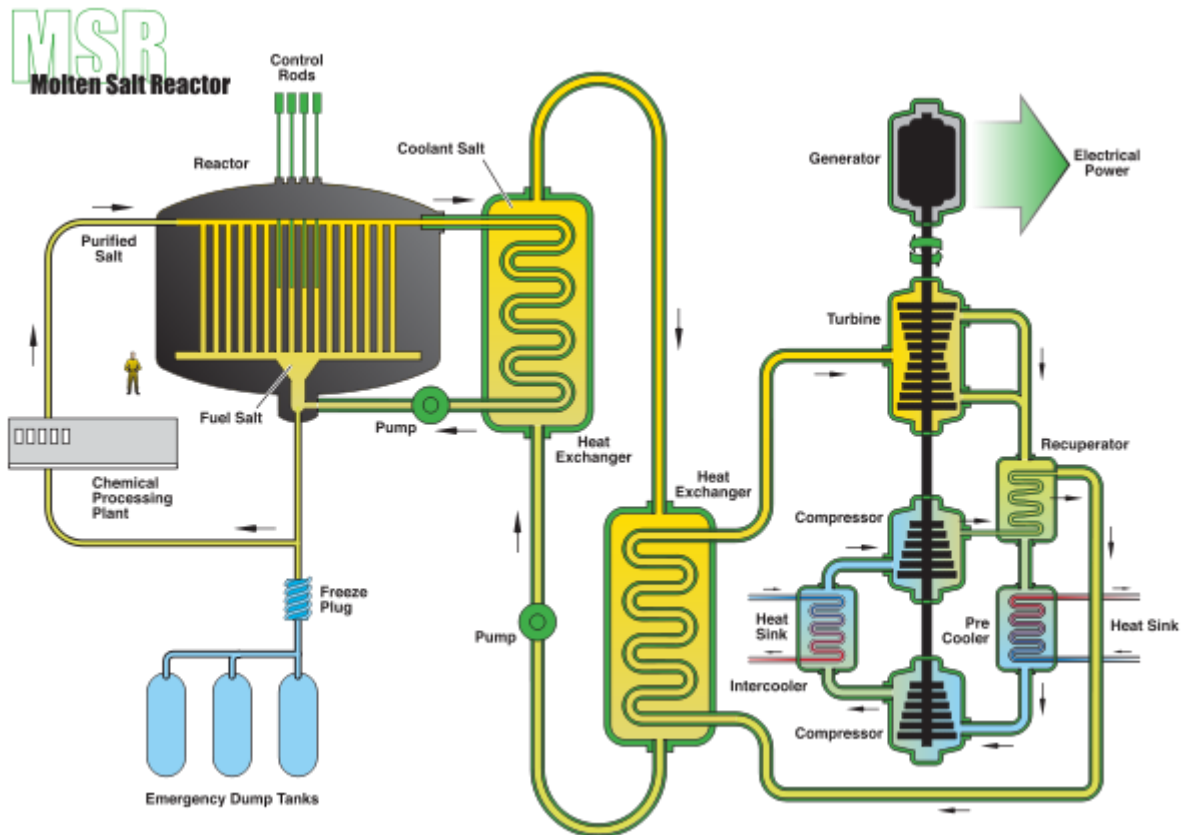 MSR
Molten Salt Reactor
Control
Rods
Reactor
Coolant Salt
Generator
Electrical
Power
Purified
Salt
Turbine
Fuel Salt
Pump
Heat
Exchanger
Recuperator
Heat
Exchanger
Chemical
Processing
Plant
Compressor
Freeze
Plug
Pump
Heat
Sink
Pre
Cooler
Heat Sink
Intercooler
Compressor
Emergency Dump Tanks